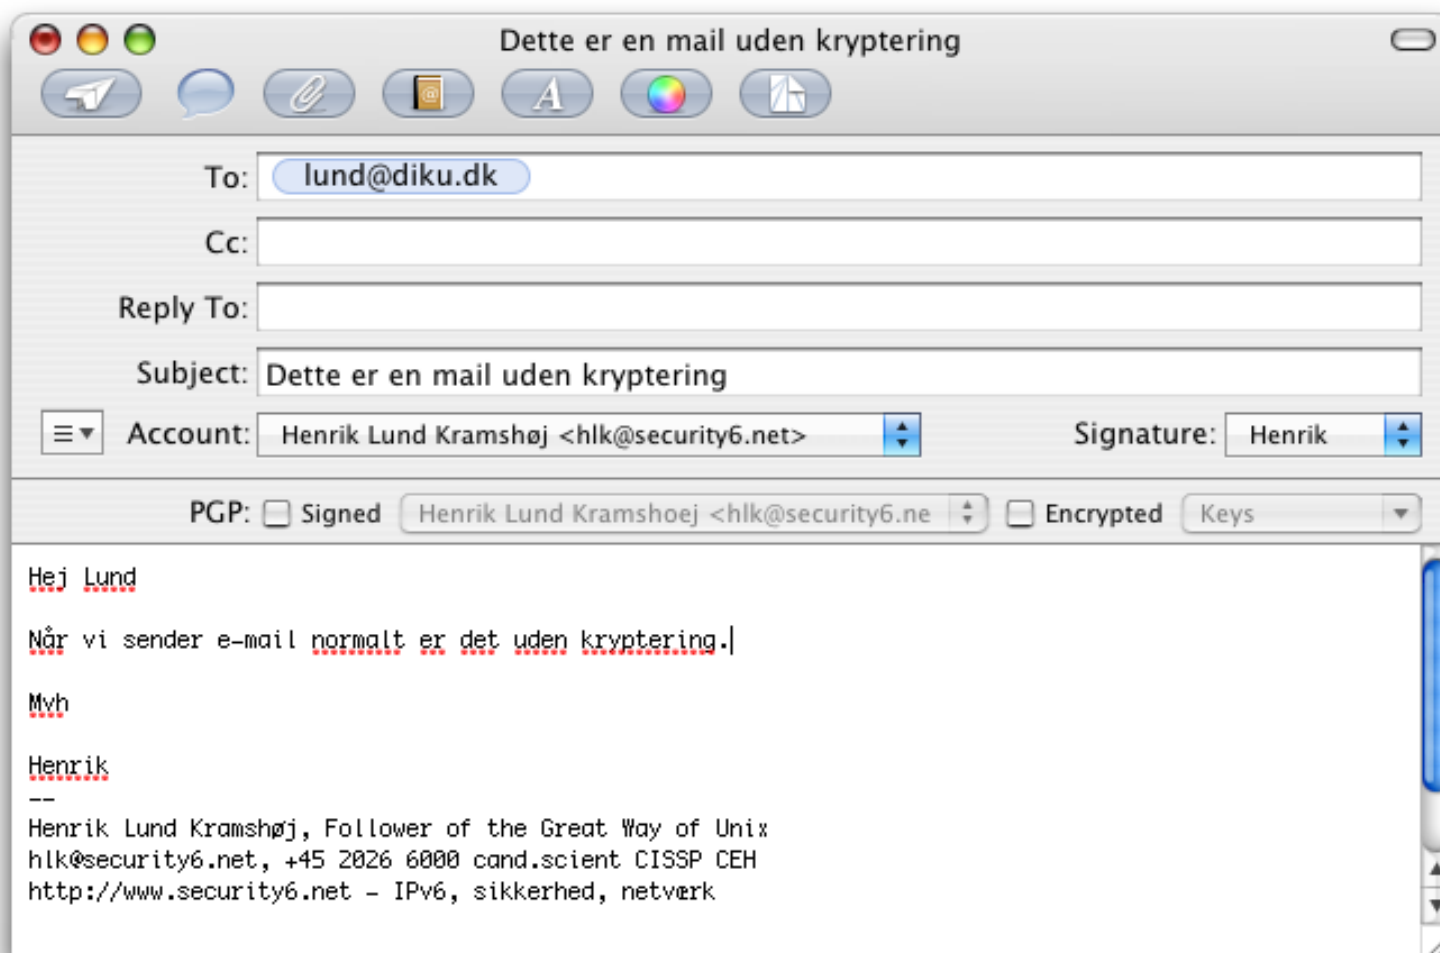 Dette er en mail uden kryptering
To: lund@diku.dk
Cc:
Reply To:
Subject: Dette er en mail uden kryptering
Account: Henrik Lund Kramshøj <hlk@security6.net> Signature: Henrik
PGP: Signed Henrik Lund Kramshoej <hlk@security6.ne Encrypted Keys
Hej Lund
Når vi sender e-mail normalt er det uden kryptering.
Mvh
Henrik
--
Henrik Lund Kramshøj, Follower of the Great Way of Unix
hlk@security6.net, +45 2026 6000 cand.scient CISSP CEH
http://www.security6.net - IPv6, sikkerhed, netværk